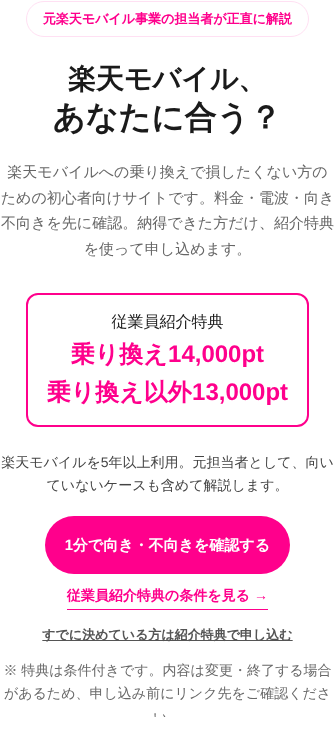 元楽天モバイル事業の担当者が正直に解説
楽天モバイル、
あなたに合う？
楽天モバイルへの乗り換えで損したくない方の
ための初心者向けサイトです。料金・電波・向き
不向きを先に確認。納得できた方だけ、紹介特典
を使って申し込めます。
従業員紹介特典
乗り換え14,000pt
乗り換え以外13,000pt
楽天モバイルを5年以上利用。元担当者として、向い
ていないケースも含めて解説します。
1分で向き・不向きを確認する
従業員紹介特典の条件を見る →
すでに決めている方は紹介特典で申し込む
※ 特典は条件付きです。内容は変更・終了する場合
があるため、申し込み前にリンク先をご確認くださ